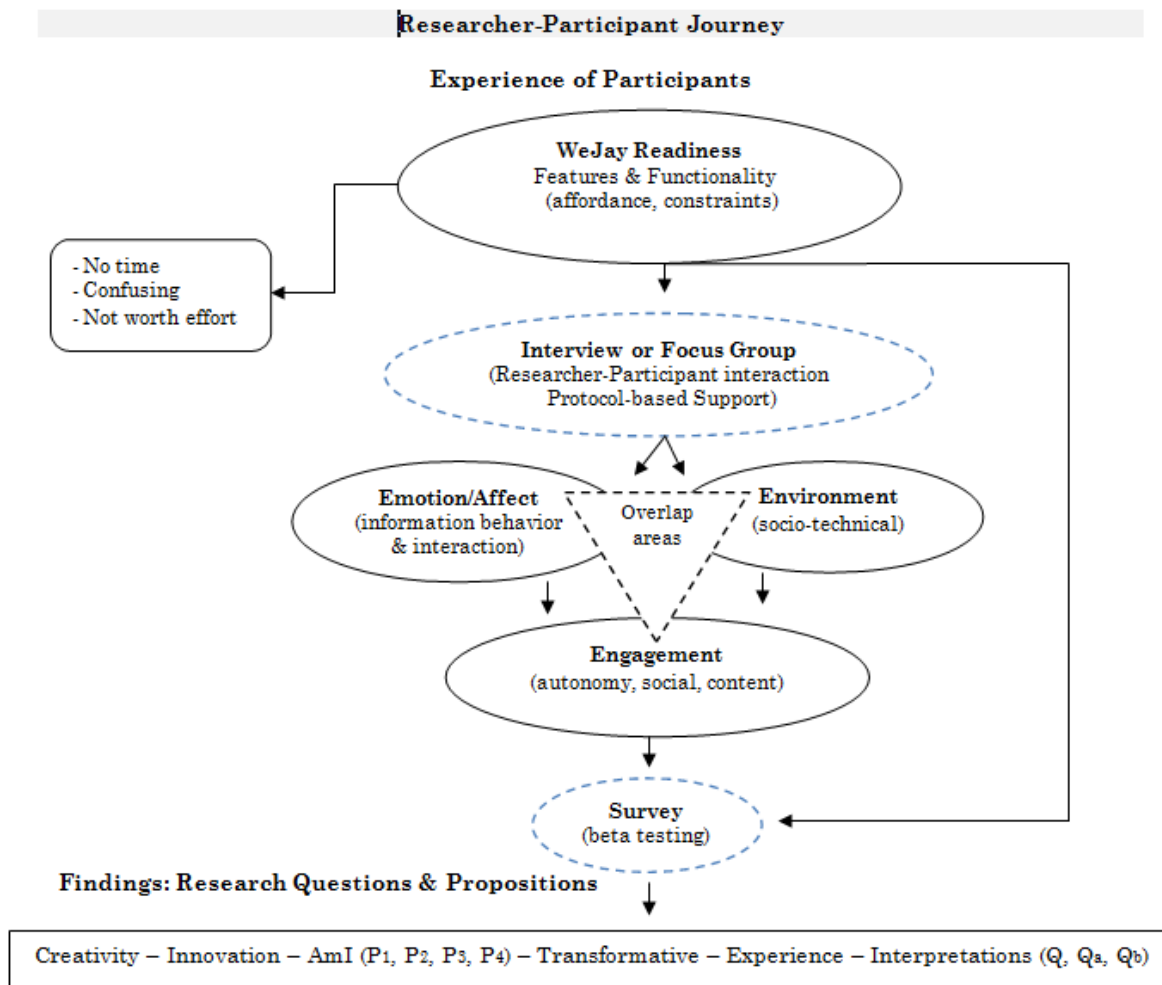 Researcher-Participant Journey
Experience of Participants
WeJay Readiness
Features & Functionality
(affordance, constraints)
- No time
- Confusing
- Not worth effort
Interview or Focus Group
(Researcher-Participant interaction
Protocol-based Support)
Emotion/Affect
(information behavior
& interaction)
Overlap
areas
Environment
(socio-technical)
Engagement
(autonomy, social, content)
Survey
(beta testing)
Findings: Research Questions & Propositions
Creativity – Innovation – AmI (P1, P2, P3, P4) – Transformative – Experience – Interpretations (Q, Qa, Qb)